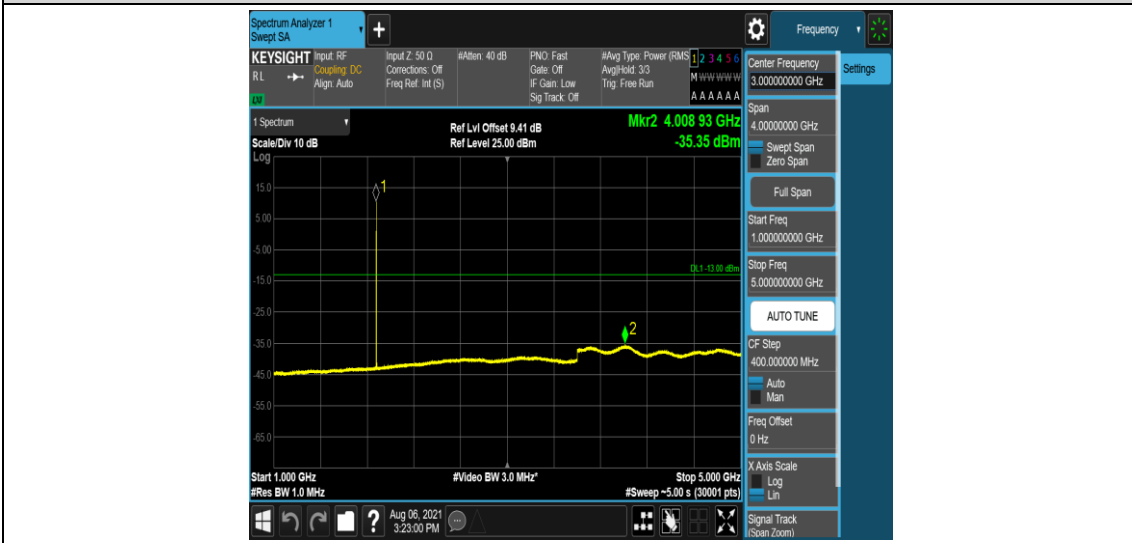 Spectrum Analyzer 1
Swept SA
+
Frequency
KEYSIGHT
RL
LXI
Input: RF
Coupling: DC
Align: Auto
Input Z: 50 Ω
Corrections: Off
Freq Ref: Int (S)
#Atten: 40 dB
PNO: Fast
Gate: Off
IF Gain: Low
Sig Track: Off
#Avg Type: Power (RMS
Avg|Hold: 3/3
Trig: Free Run
1 2 3 4 5 6
M W W W W W
A A A A A A
1 Spectrum
Scale/Div 10 dB
Log
Ref Lvl Offset 9.41 dB
Ref Level 25.00 dBm
Mkr2 4.008 93 GHz
-35.35 dBm
15.0
5.00
-5.00
-15.0
-25.0
-35.0
-45.0
-55.0
-65.0
1
DL1 -13.00 dBm
2
Start 1.000 GHz
#Res BW 1.0 MHz
#Video BW 3.0 MHz*
Stop 5.000 GHz
#Sweep ~5.00 s (30001 pts)
Aug 06, 2021
3:23:00 PM
?
Center Frequency
3.000000000 GHz
Settings
Span
4.00000000 GHz
Swept Span
Zero Span
Full Span
Start Freq
1.000000000 GHz
Stop Freq
5.000000000 GHz
AUTO TUNE
CF Step
400.000000 MHz
Auto
Man
Freq Offset
0 Hz
X Axis Scale
Log
Lin
Signal Track
(Span Zoom)